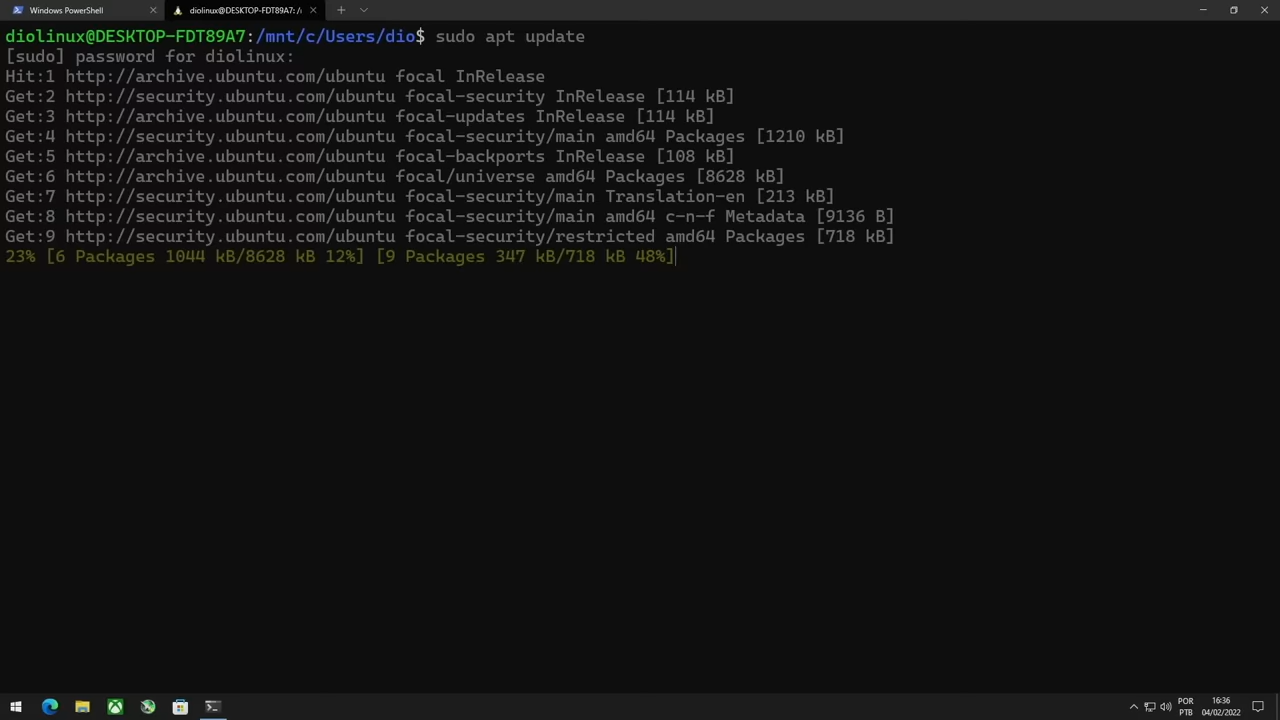 Windows PowerShell
diolinux@DESKTOP-FDT89A7: /
diolinux@DESKTOP-FDT89A7:/mnt/c/Users/dio$ sudo apt update
[sudo] password for diolinux:
Hit:1 http://archive.ubuntu.com/ubuntu focal InRelease
Get:2 http://security.ubuntu.com/ubuntu focal-security InRelease [114 kB]
Get:3 http://archive.ubuntu.com/ubuntu focal-updates InRelease [114 kB]
Get:4 http://security.ubuntu.com/ubuntu focal-security/main amd64 Packages [1210 kB]
Get:5 http://archive.ubuntu.com/ubuntu focal-backports InRelease [108 kB]
Get:6 http://archive.ubuntu.com/ubuntu focal/universe amd64 Packages [8628 kB]
Get:7 http://security.ubuntu.com/ubuntu focal-security/main Translation-en [213 kB]
Get:8 http://security.ubuntu.com/ubuntu focal-security/main amd64 c-n-f Metadata [9136 B]
Get:9 http://security.ubuntu.com/ubuntu focal-security/restricted amd64 Packages [718 kB]
23% [6 Packages 1044 kB/8628 kB 12%] [9 Packages 347 kB/718 kB 48%]
POR
PTB
16:36
04/02/2022